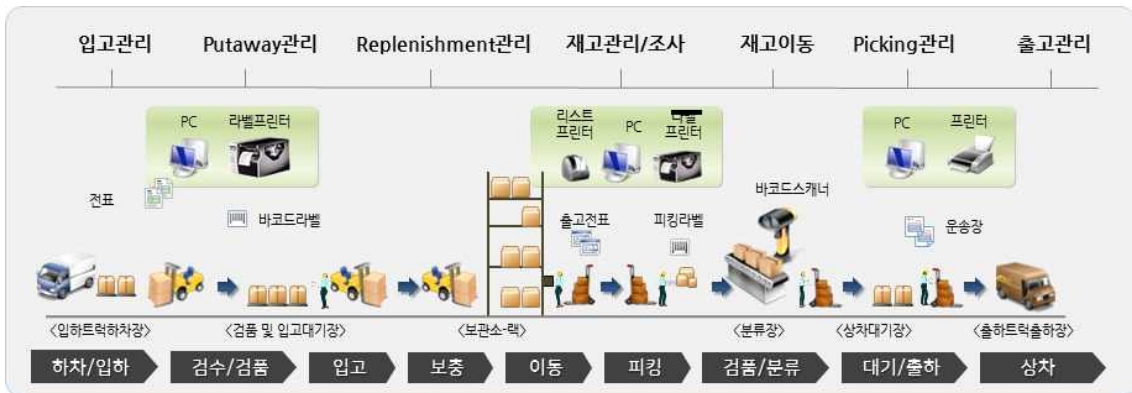 입고관리 Putaway관리 Replenishment관리 재고관리/조사 재고이동 Picking관리 출고관리
PC 라벨프린터
리스트
프린터
PC
프린터
PC 프린터
전표
바코드라벨
출고전표
피킹라벨
바코드스캐너
운송장
<입하트럭하차장> <검품 및 입고대기장> <보관소-랙> <분류장> <상차대기장> <출하트럭출하장>
하차/입하 검수/검품 입고 보충 이동 피킹 검품/분류 대기/출하 상차